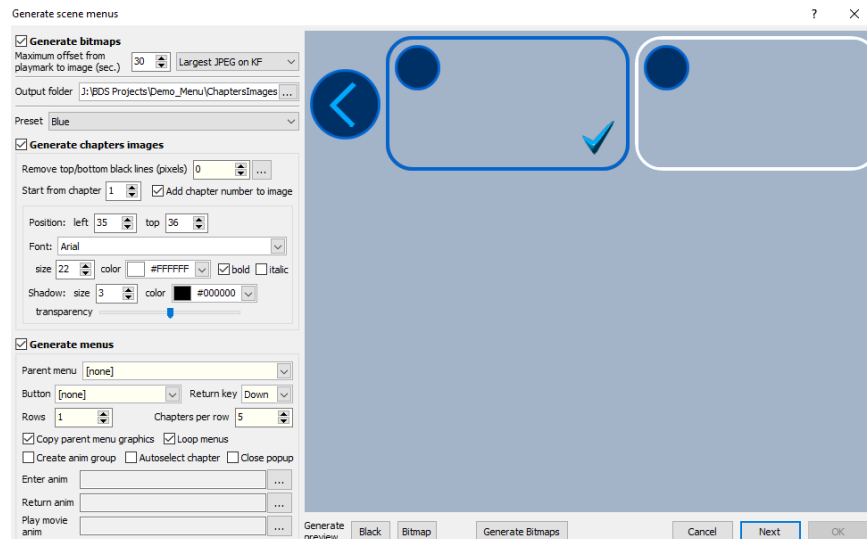 Generate scene menus
?
Generate bitmaps
Maximum offset from
playmark to image (sec.) 30 Largest JPEG on KF
Output folder J:\BDS Projects\Demo_Menu\ChaptersImages ...
Preset Blue
Generate chapters images
Remove top/bottom black lines (pixels) 0 ...
Start from chapter 1 Add chapter number to image
Position: left 35 top 36
Font: Arial
size 22 color #FFFFFF bold italic
Shadow: size 3 color #000000
transparency
Generate menus
Parent menu [none]
Button [none] Return key Down
Rows 1 Chapters per row 5
Copy parent menu graphics Loop menus
Create anim group Autoselect chapter Close popup
Enter anim ...
Return anim ...
Play movie
anim ...
Generate
preview Black Bitmap Generate Bitmaps Cancel Next OK